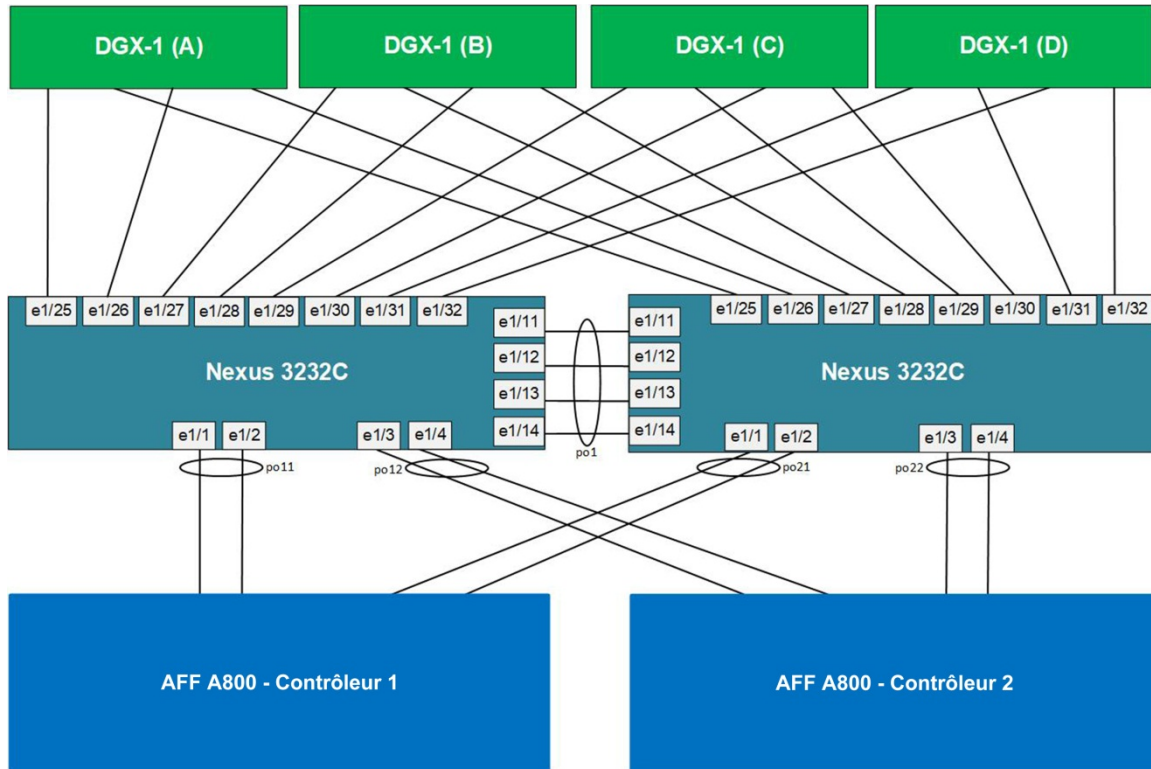 DGX-1 (A)
DGX-1 (B)
DGX-1 (C)
DGX-1 (D)
e1/25
e1/26
e1/27
e1/28
e1/29
e1/30
e1/31
e1/32
e1/11
e1/12
e1/13
e1/14
Nexus 3232C
e1/1
e1/2
e1/3
e1/4
po11
po12
po1
e1/25
e1/26
e1/27
e1/28
e1/29
e1/30
e1/31
e1/32
e1/11
e1/12
e1/13
e1/14
Nexus 3232C
e1/1
e1/2
e1/3
e1/4
po21
po22
AFF A800 - Contrôleur 1
AFF A800 - Contrôleur 2